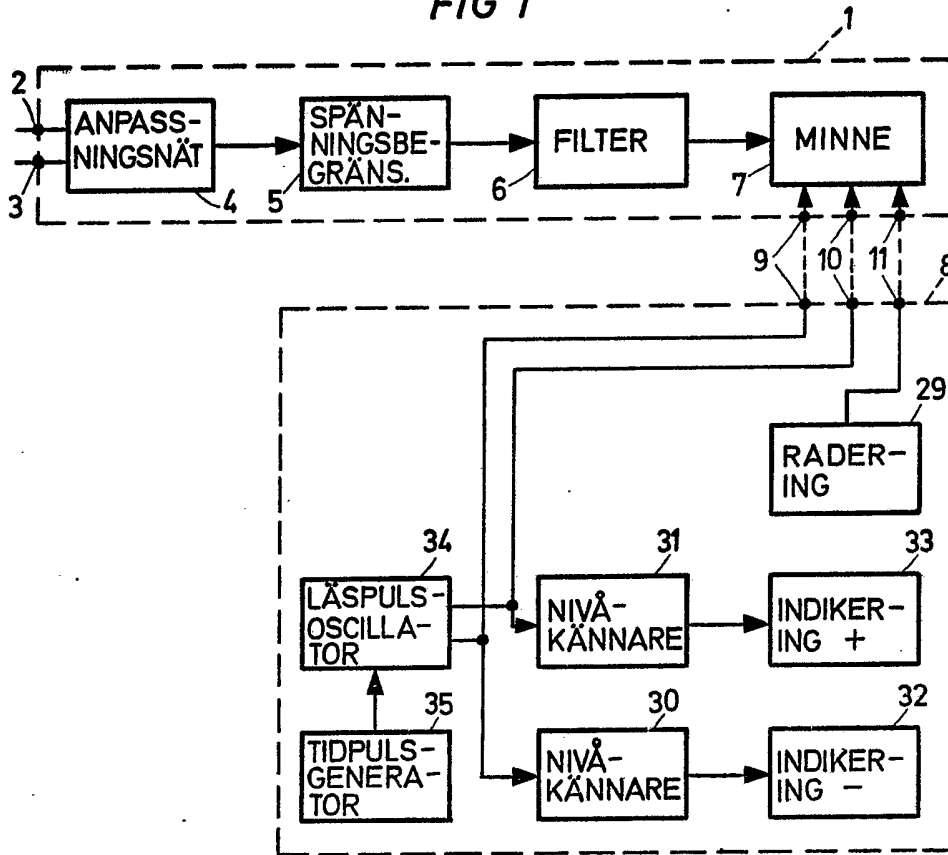 FIG 1
1
2
3
ANPASS-
NINGSNÄT
4
SPÄN-
NINGSBE-
GRÄNS.
5
FILTER
6
MINNE
7
9
10
11
8
29
RADER-
ING
34
LÄSPULS-
OSCILLA-
TOR
31
NIVÅ-
KÄNNARE
33
INDIKER-
ING +
35
TIDPULS-
GENERA-
TOR
30
NIVÅ-
KÄNNARE
32
INDIKER-
ING -